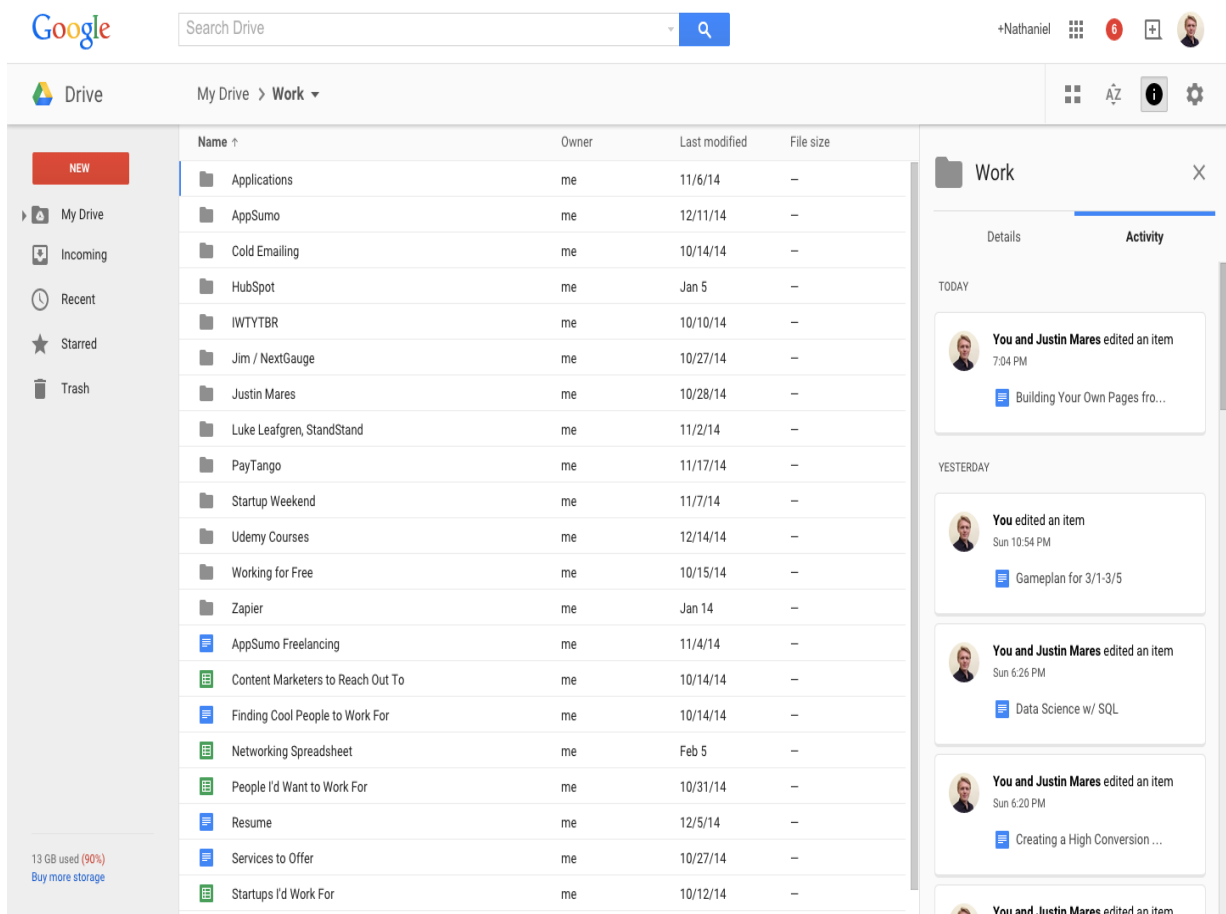 Google
Search Drive
+Nathaniel
6
Drive
My Drive > Work
NEW
My Drive
Incoming
Recent
Starred
Trash
13 GB used (90%)
Buy more storage
Name ↑ Owner Last modified File size
Applications me 11/6/14 –
AppSumo me 12/11/14 –
Cold Emailing me 10/14/14 –
HubSpot me Jan 5 –
IWTYTBR me 10/10/14 –
Jim / NextGauge me 10/27/14 –
Justin Mares me 10/28/14 –
Luke Leafgren, StandStand me 11/2/14 –
PayTango me 11/17/14 –
Startup Weekend me 11/7/14 –
Udemy Courses me 12/14/14 –
Working for Free me 10/15/14 –
Zapier me Jan 14 –
AppSumo Freelancing me 11/4/14 –
Content Marketers to Reach Out To me 10/14/14 –
Finding Cool People to Work For me 10/14/14 –
Networking Spreadsheet me Feb 5 –
People I'd Want to Work For me 10/31/14 –
Resume me 12/5/14 –
Services to Offer me 10/27/14 –
Startups I'd Work For me 10/12/14 –
Work
Details Activity
TODAY
You and Justin Mares edited an item
7:04 PM
Building Your Own Pages fro...
YESTERDAY
You edited an item
Sun 10:54 PM
Gameplan for 3/1-3/5
You and Justin Mares edited an item
Sun 6:26 PM
Data Science w/ SQL
You and Justin Mares edited an item
Sun 6:20 PM
Creating a High Conversion ...
You and Justin Mares edited an item